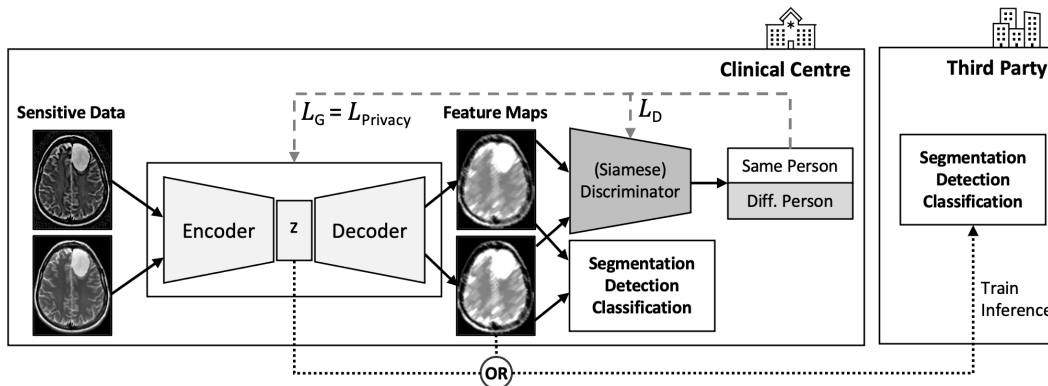 Clinical Centre
Third Party
Sensitive Data
L_G = L_Privacy
Feature Maps
L_D
(Siamese)
Discriminator
Same Person
Diff. Person
Encoder
z
Decoder
Segmentation
Detection
Classification
Segmentation
Detection
Classification
Train
Inference
OR